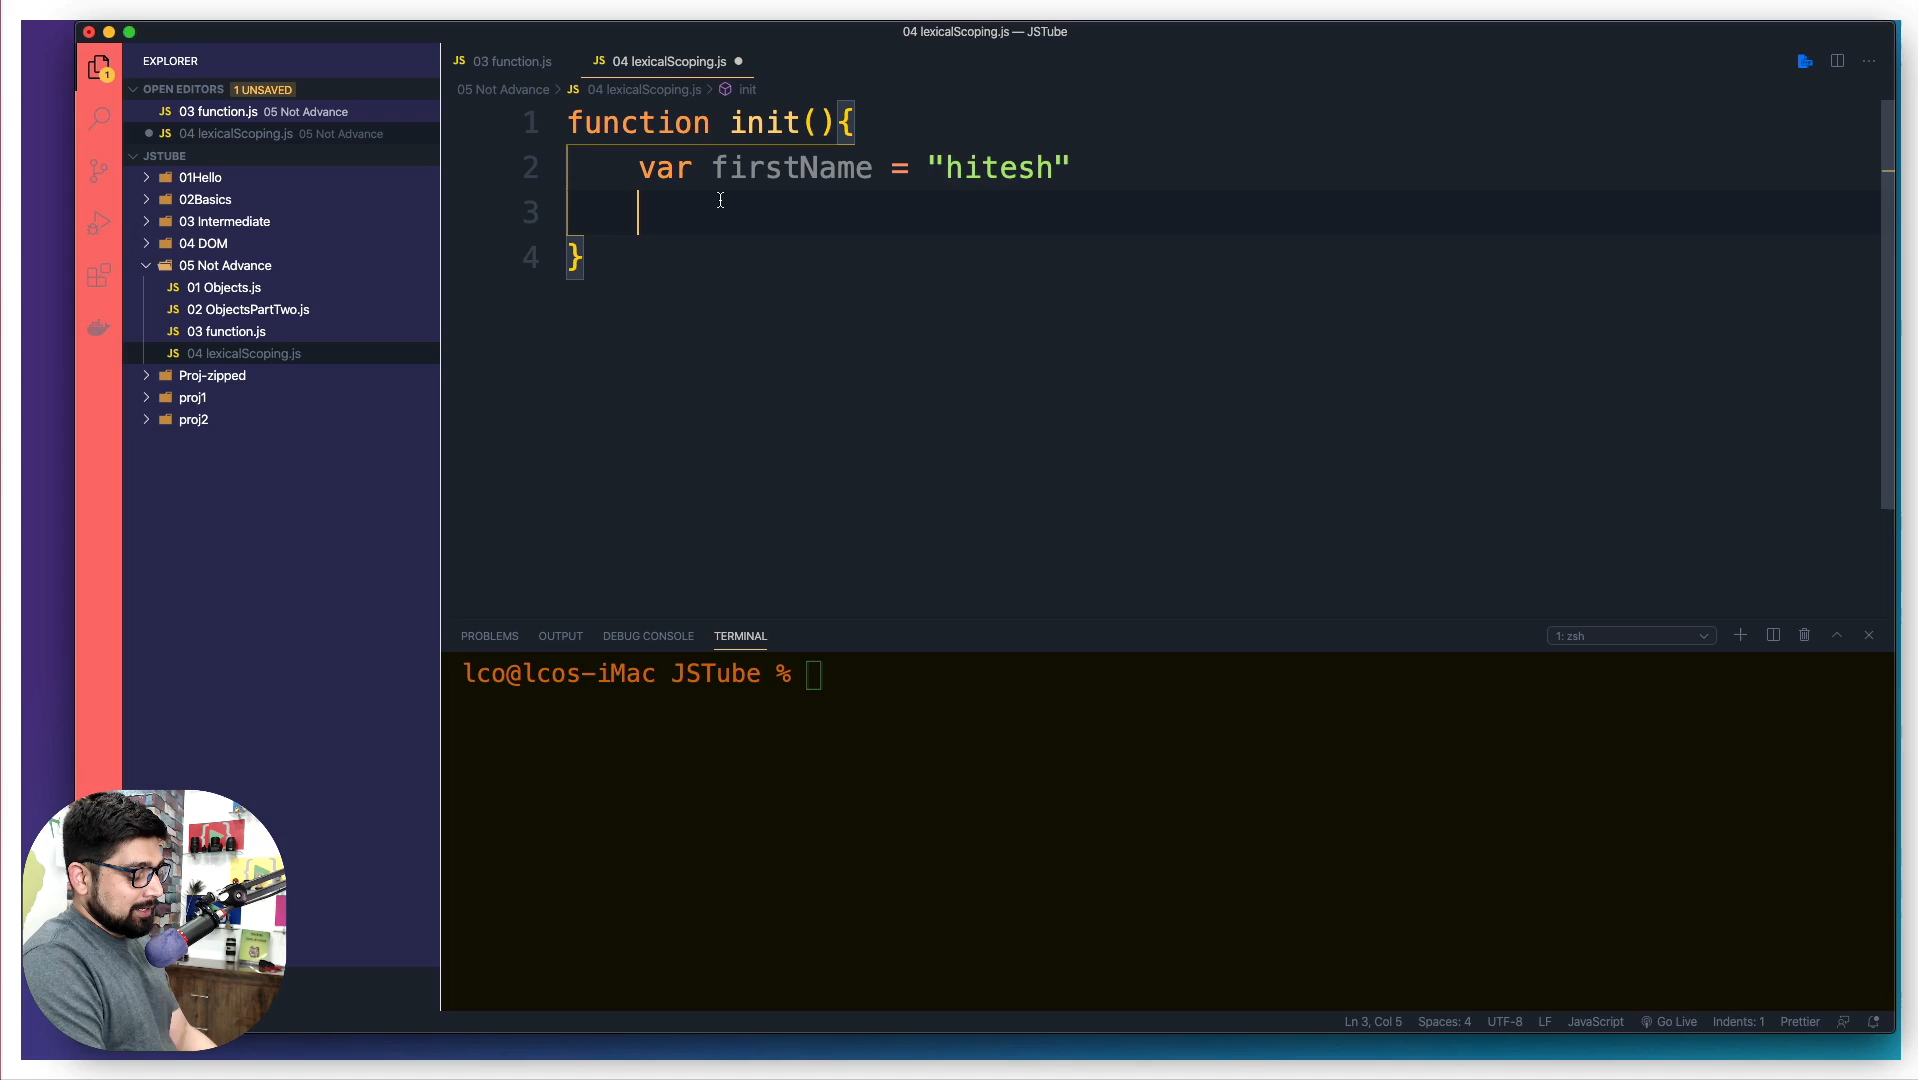 04 lexicalScoping.js — JSTube
EXPLORER
OPEN EDITORS 1 UNSAVED
JS 03 function.js 05 Not Advance
JS 04 lexicalScoping.js 05 Not Advance
JSTUBE
01Hello
02Basics
03 Intermediate
04 DOM
05 Not Advance
JS 01 Objects.js
JS 02 ObjectsPartTwo.js
JS 03 function.js
JS 04 lexicalScoping.js
Proj-zipped
proj1
proj2
1
JS 03 function.js JS 04 lexicalScoping.js
05 Not Advance > JS 04 lexicalScoping.js > init
1 function init(){
2 var firstName = "hitesh"
3
4 }
PROBLEMS OUTPUT DEBUG CONSOLE TERMINAL 1: zsh
lco@lcos-iMac JSTube %
Ln 3, Col 5 Spaces: 4 UTF-8 LF JavaScript Go Live Indents: 1 Prettier